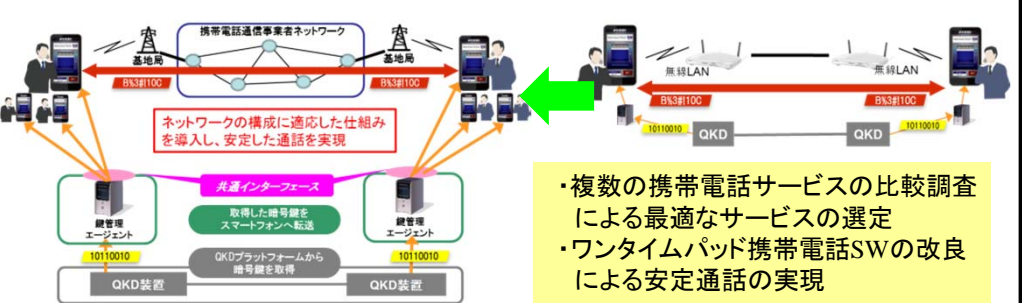 携帯電話通信事業者ネットワーク
基地局
基地局
B%3#110C
B%3#110C
ネットワークの構成に適応した仕組み
を導入し、安定した通話を実現
共通インターフェース
鍵管理
エージェント
取得した暗号鍵を
スマートフォンへ転送
鍵管理
エージェント
10110010
QKDプラットフォームから
暗号鍵を取得
10110010
QKD装置
QKD装置
無線LAN
無線LAN
B%3#110C
B%3#110C
10110010
QKD
QKD
10110010
・複数の携帯電話サービスの比較調査
による最適なサービスの選定
・ワンタイムパッド携帯電話SWの改良
による安定通話の実現